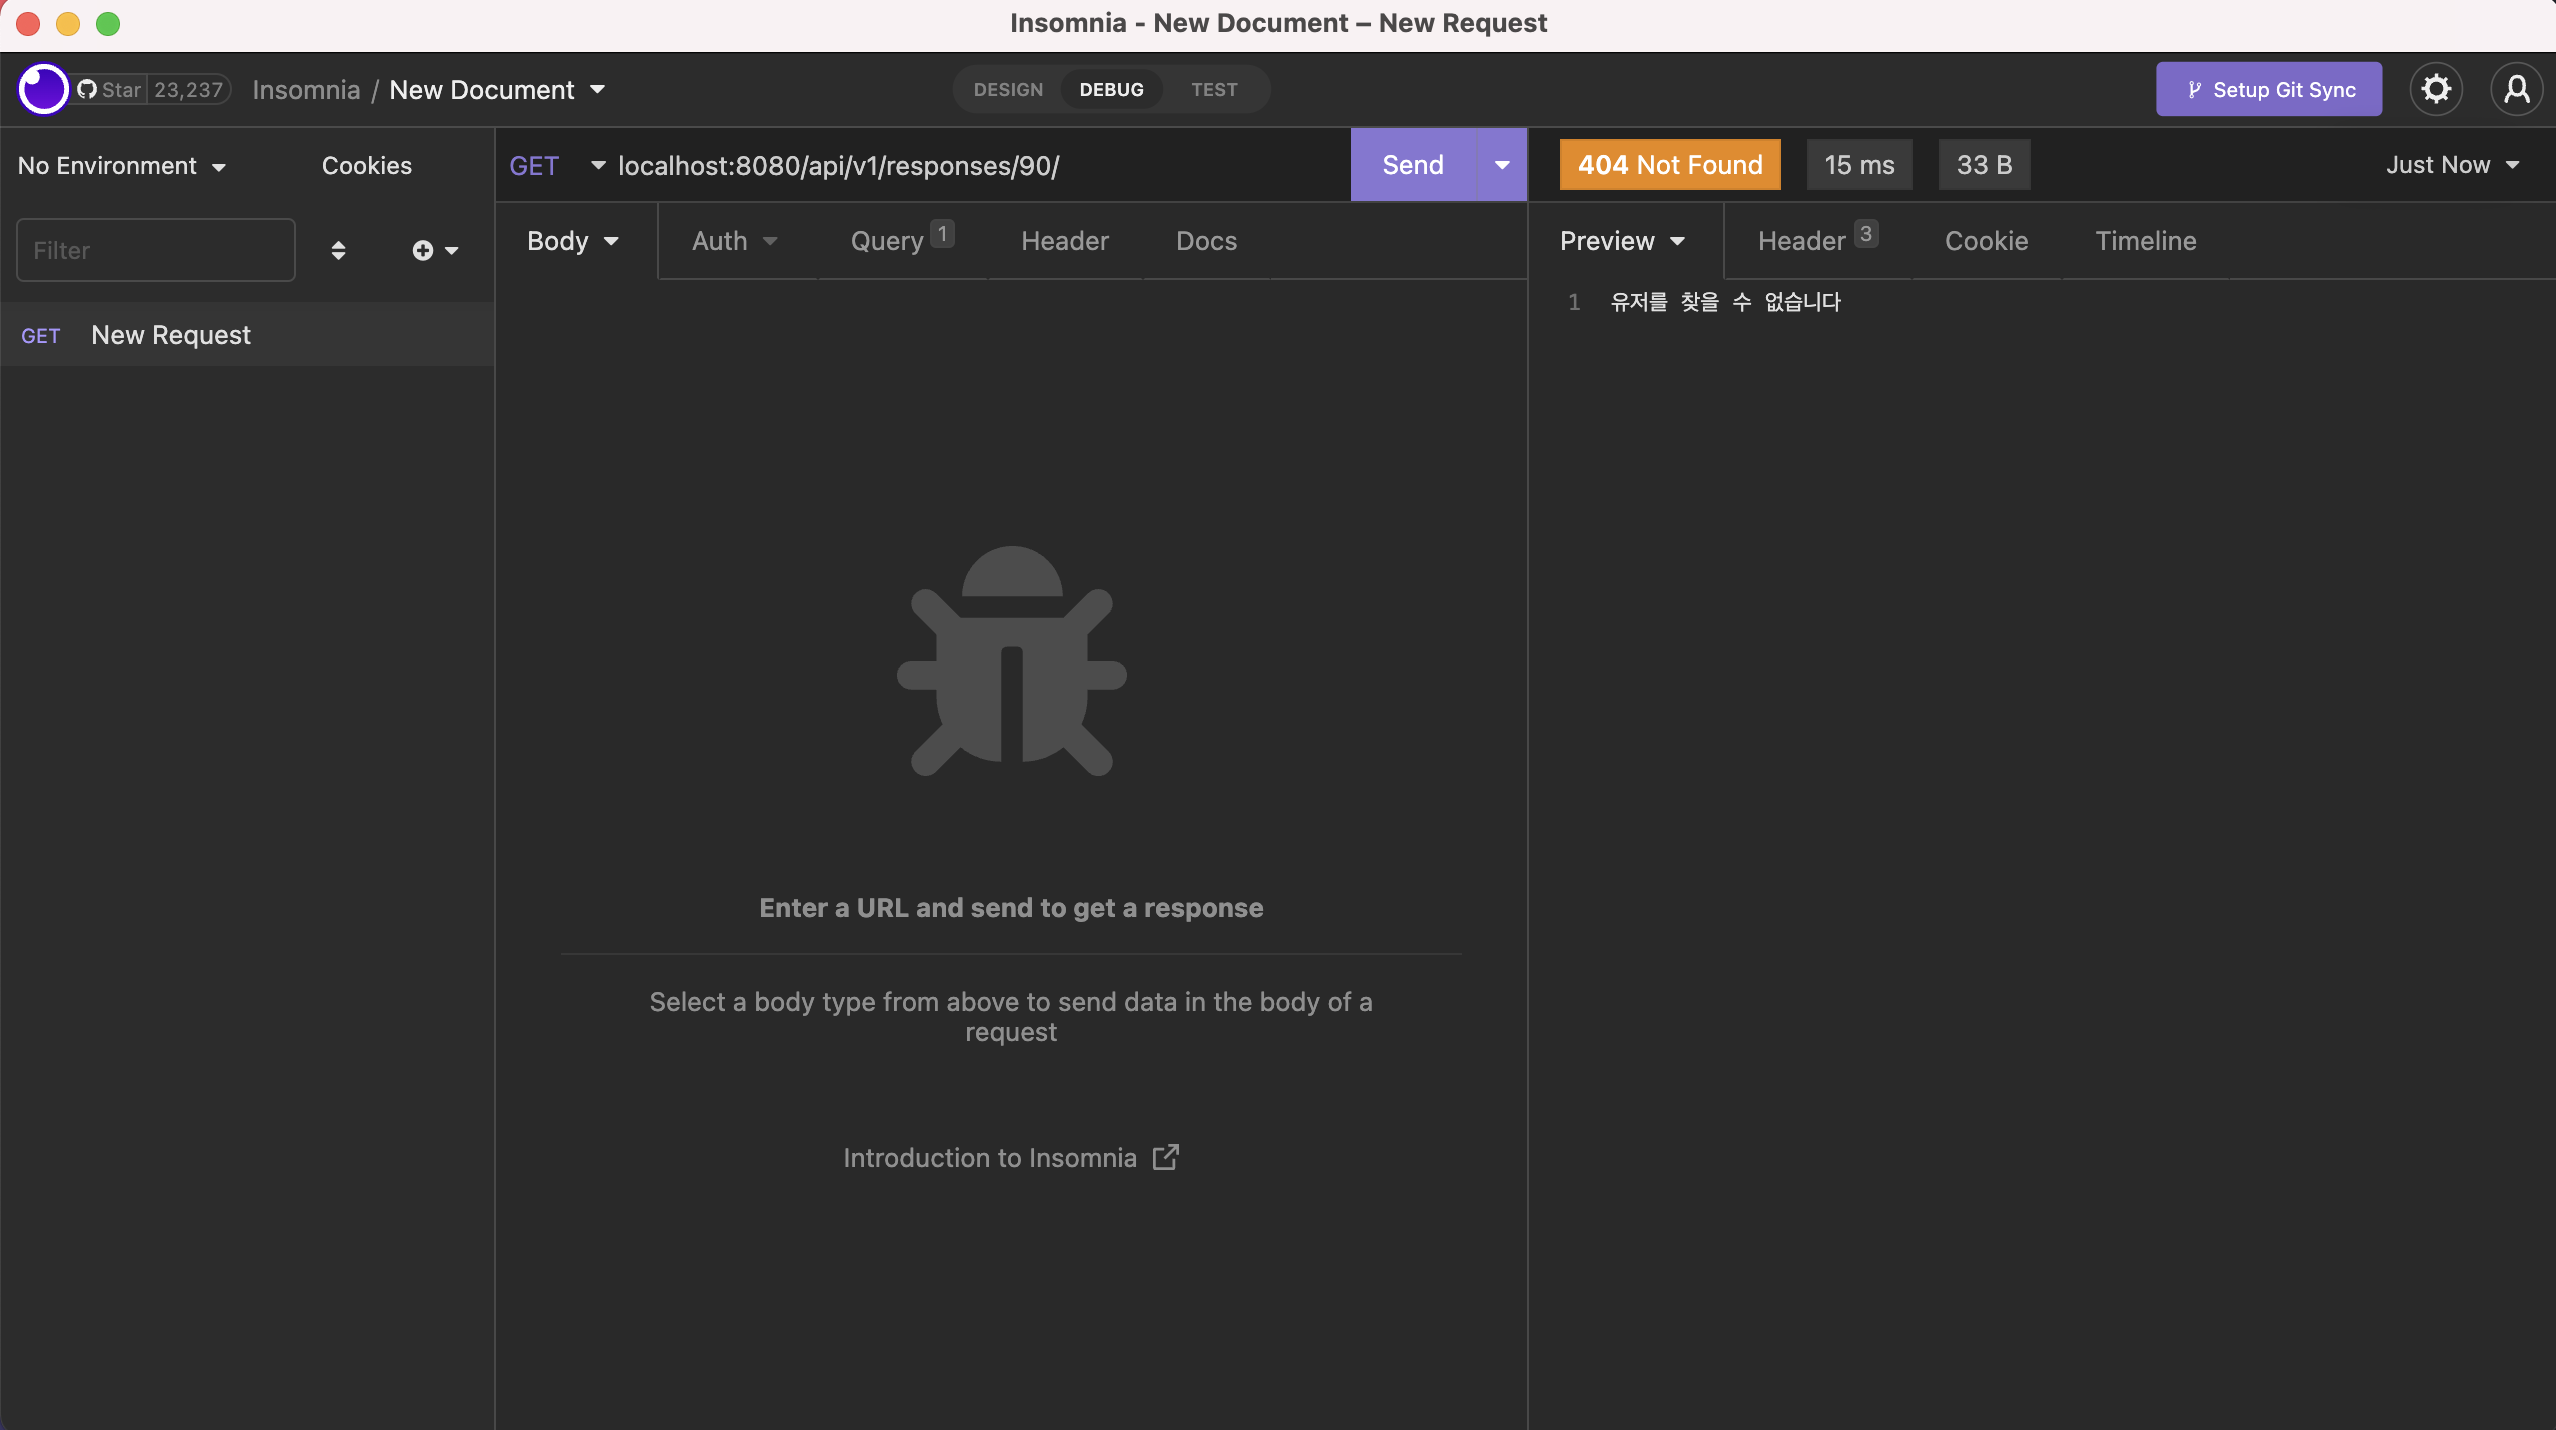 Insomnia - New Document – New Request
Star 23,237
Insomnia / New Document
DESIGN DEBUG TEST
Setup Git Sync
No Environment Cookies
Filter
GET New Request
GET localhost:8080/api/v1/responses/90/ Send
Body Auth Query 1 Header Docs
Enter a URL and send to get a response
Select a body type from above to send data in the body of a
request
Introduction to Insomnia
404 Not Found 15 ms 33 B Just Now
Preview Header 3 Cookie Timeline
1 유저를 찾을 수 없습니다